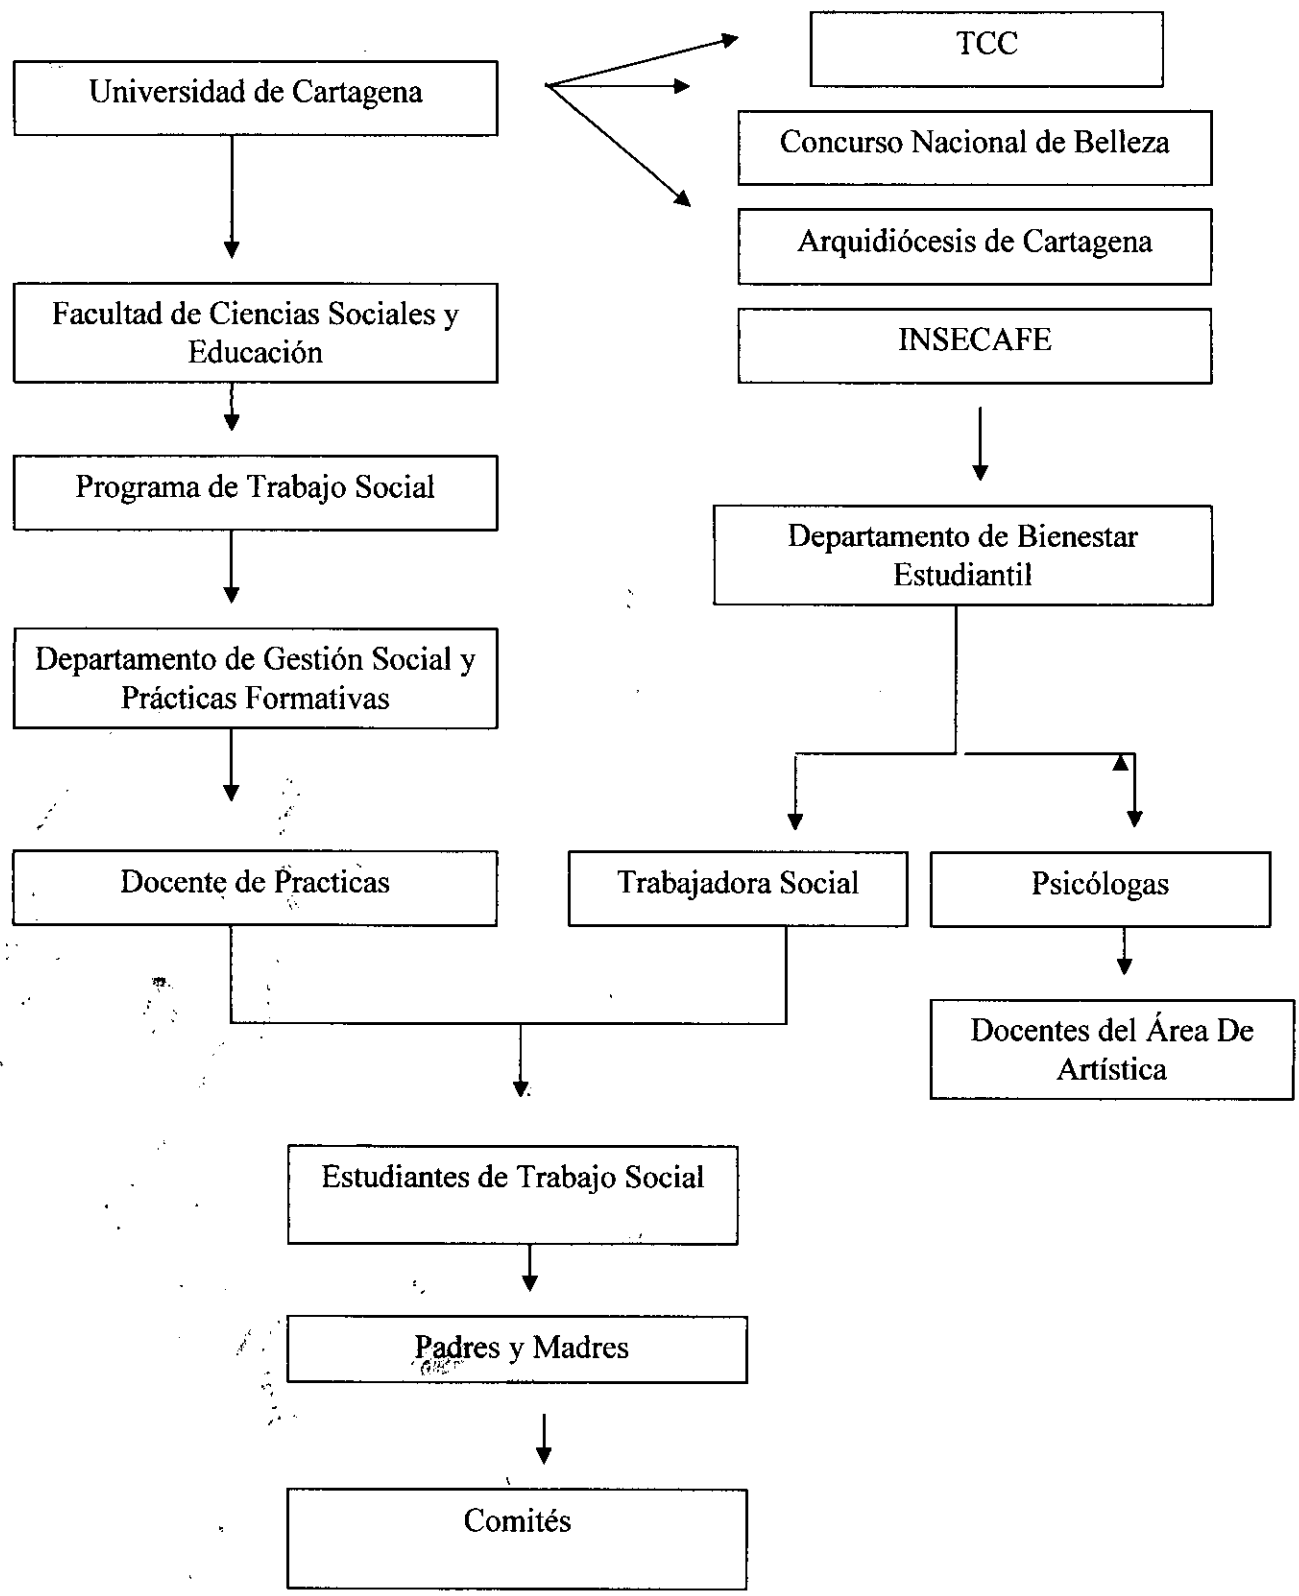 TCC
Universidad de Cartagena
Concurso Nacional de Belleza
Arquidiócesis de Cartagena
Facultad de Ciencias Sociales y
Educación
INSECAFE
Programa de Trabajo Social
Departamento de Bienestar
Estudiantil
Departamento de Gestión Social y
Prácticas Formativas
Docente de Practicas
Trabajadora Social
Psicólogas
Docentes del Área De
Artística
Estudiantes de Trabajo Social
Padres y Madres
Comités